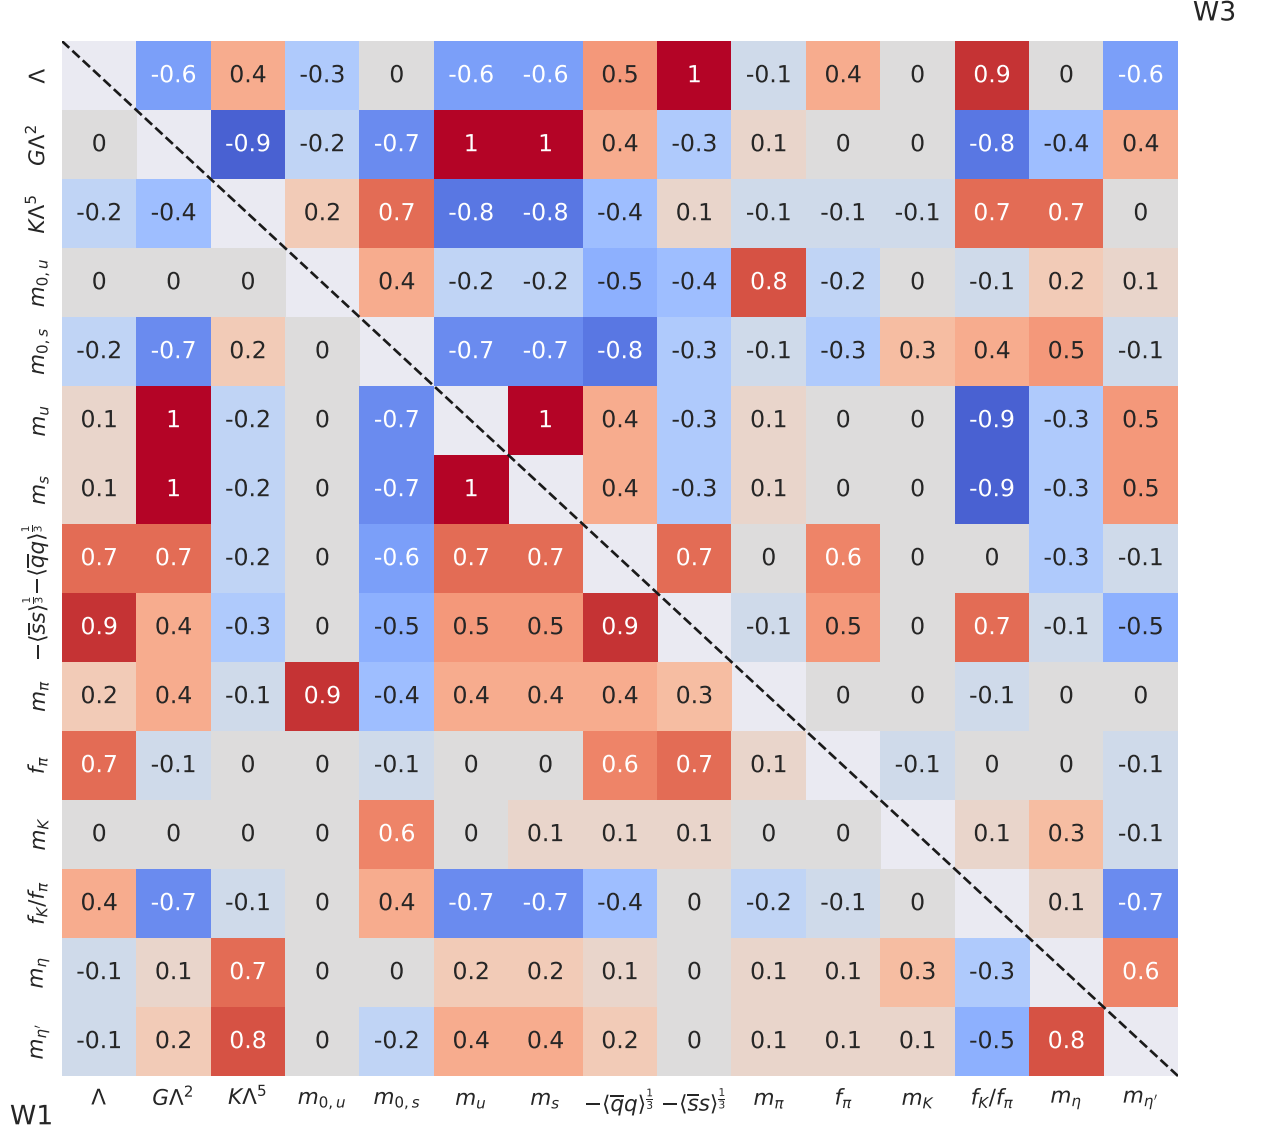 W3
Λ -0.6 0.4 -0.3 0 -0.6 -0.6 0.5 1 -0.1 0.4 0 0.9 0 -0.6
GΛ² 0 -0.9 -0.2 -0.7 1 1 0.4 -0.3 0.1 0 0 -0.8 -0.4 0.4
KΛ⁵ -0.2 -0.4 0.2 0.7 -0.8 -0.8 -0.4 0.1 -0.1 -0.1 -0.1 0.7 0.7 0
m₀,ᵤ 0 0 0 0.4 -0.2 -0.2 -0.5 -0.4 0.8 -0.2 0 -0.1 0.2 0.1
m₀,ₛ -0.2 -0.7 0.2 0 -0.7 -0.7 -0.8 -0.3 -0.1 -0.3 0.3 0.4 0.5 -0.1
mᵤ 0.1 1 -0.2 0 -0.7 1 0.4 -0.3 0.1 0 0 -0.9 -0.3 0.5
mₛ 0.1 1 -0.2 0 -0.7 1 0.4 -0.3 0.1 0 0 -0.9 -0.3 0.5
−⟨q̅q⟩^{1/3} 0.7 0.7 -0.2 0 -0.6 0.7 0.7 0.7 0 0.6 0 0 -0.3 -0.1
−⟨s̅s⟩^{1/3} 0.9 0.4 -0.3 0 -0.5 0.5 0.5 0.9 -0.1 0.5 0 0.7 -0.1 -0.5
m_π 0.2 0.4 -0.1 0.9 -0.4 0.4 0.4 0.4 0.3 0 0 -0.1 0 0
f_π 0.7 -0.1 0 0 -0.1 0 0 0.6 0.7 0.1 -0.1 0 0 -0.1
m_K 0 0 0 0 0.6 0 0.1 0.1 0.1 0 0 0.1 0.3 -0.1
f_K/f_π 0.4 -0.7 -0.1 0 0.4 -0.7 -0.7 -0.4 0 -0.2 -0.1 0 0.1 -0.7
m_η -0.1 0.1 0.7 0 0 0.2 0.2 0.1 0 0.1 0.1 0.3 -0.3 0.6
m_η′ -0.1 0.2 0.8 0 -0.2 0.4 0.4 0.2 0 0.1 0.1 0.1 -0.5 0.8
Λ GΛ² KΛ⁵ m₀,ᵤ m₀,ₛ mᵤ mₛ −⟨q̅q⟩^{1/3} −⟨s̅s⟩^{1/3} m_π f_π m_K f_K/f_π m_η m_η′
W1